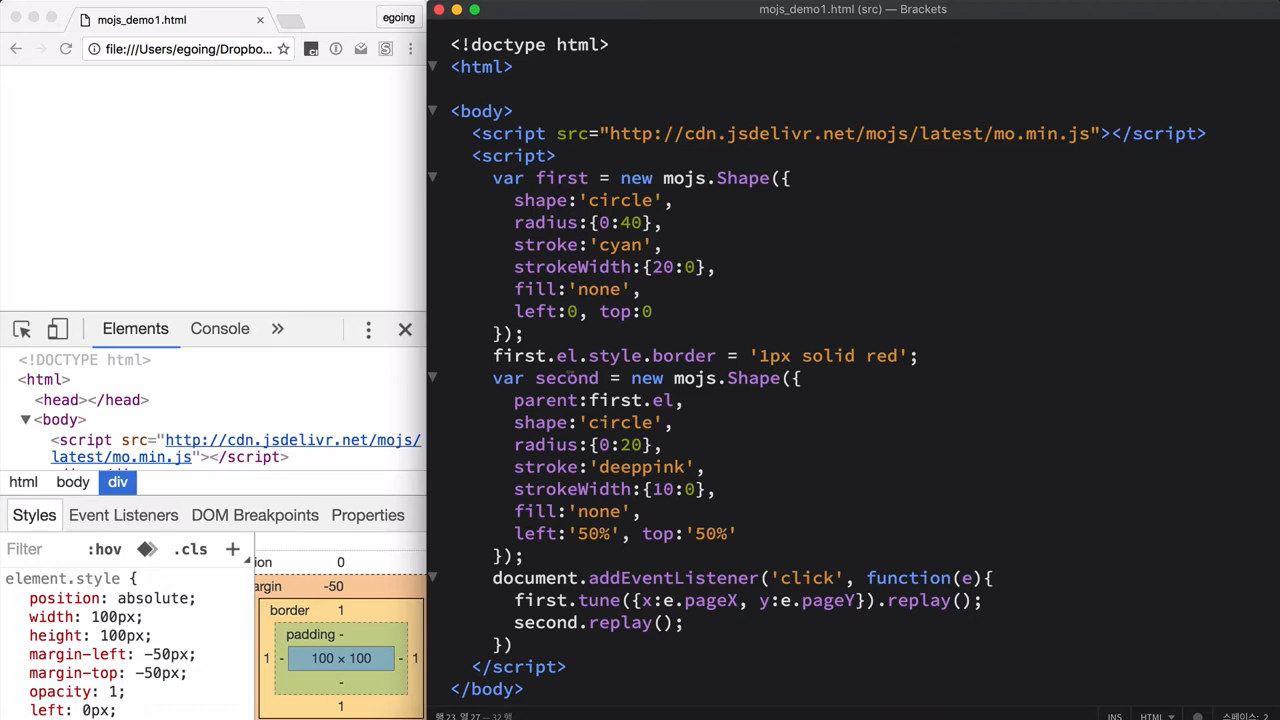 mojs_demo1.html
egoing
file:///Users/egoing/Dropbo...
Elements
Console
<!DOCTYPE html>
<html>
<head></head>
<body>
<script src="http://cdn.jsdelivr.net/mojs/
latest/mo.min.js"></script>
html
body
div
Styles
Event Listeners
DOM Breakpoints
Properties
Filter
:hov
.cls
+
element.style {
position: absolute;
width: 100px;
height: 100px;
margin-left: -50px;
margin-top: -50px;
opacity: 1;
left: 0px;
0
-50
border
1
padding -
1
-
100 × 100
-
1
-
1
mojs_demo1.html (src) — Brackets
<!doctype html>
<html>
<body>
<script src="http://cdn.jsdelivr.net/mojs/latest/mo.min.js"></script>
<script>
var first = new mojs.Shape({
shape:'circle',
radius:{0:40},
stroke:'cyan',
strokeWidth:{20:0},
fill:'none',
left:0, top:0
});
first.el.style.border = '1px solid red';
var second = new mojs.Shape({
parent:first.el,
shape:'circle',
radius:{0:20},
stroke:'deeppink',
strokeWidth:{10:0},
fill:'none',
left:'50%', top:'50%'
});
document.addEventListener('click', function(e){
first.tune({x:e.pageX, y:e.pageY}).replay();
second.replay();
})
</script>
</body>
INS
HTML